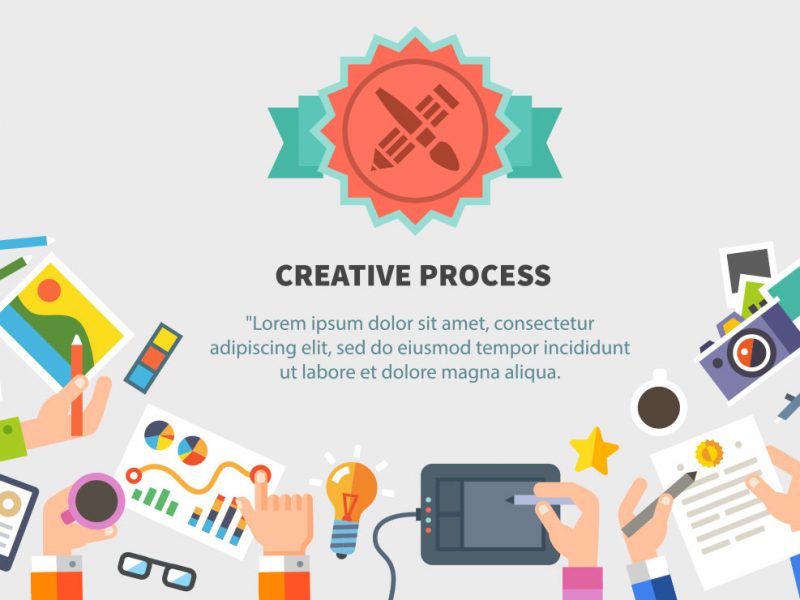 CREATIVE PROCESS
"Lorem ipsum dolor sit amet, consectetur
adipiscing elit, sed do eiusmod tempor incididunt
ut labore et dolore magna aliqua.